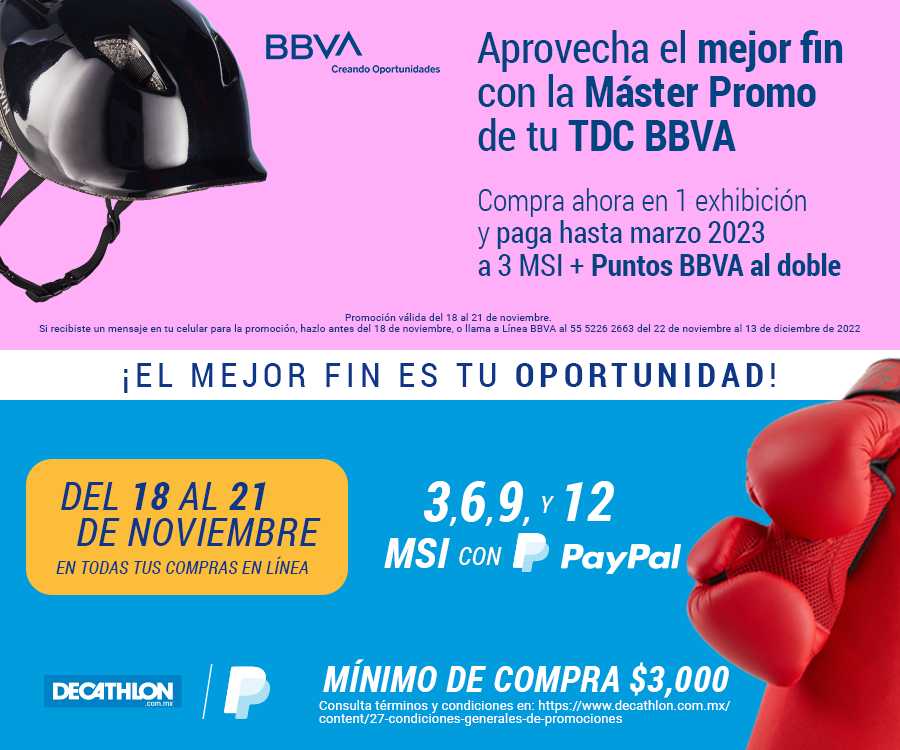 BBVA
Creando Oportunidades
Aprovecha el mejor fin
con la Máster Promo
de tu TDC BBVA
Compra ahora en 1 exhibición
y paga hasta marzo 2023
a 3 MSI + Puntos BBVA al doble
Promoción válida del 18 al 21 de noviembre.
Si recibiste un mensaje en tu celular para la promoción, hazlo antes del 18 de noviembre, o llama a Línea BBVA al 55 5226 2663 del 22 de noviembre al 13 de diciembre de 2022
¡EL MEJOR FIN ES TU OPORTUNIDAD!
DEL 18 AL 21
DE NOVIEMBRE
EN TODAS TUS COMPRAS EN LÍNEA
3,6,9, Y 12
MSI CON PayPal
DECATHLON
.com.mx
MÍNIMO DE COMPRA $3,000
Consulta términos y condiciones en: https://www.decathlon.com.mx/
content/27-condiciones-generales-de-promociones